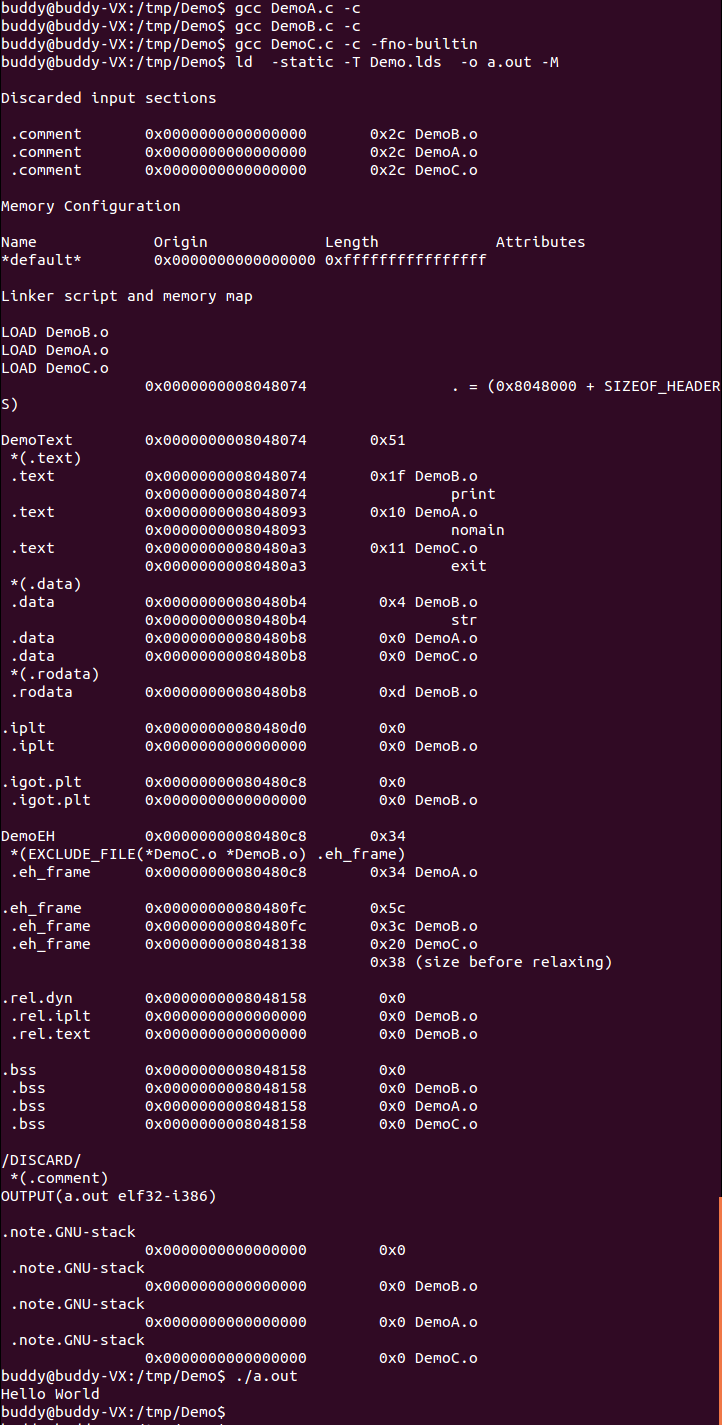 buddy@buddy-VX:/tmp/Demo$ gcc DemoA.c -c
buddy@buddy-VX:/tmp/Demo$ gcc DemoB.c -c
buddy@buddy-VX:/tmp/Demo$ gcc DemoC.c -c -fno-builtin
buddy@buddy-VX:/tmp/Demo$ ld  -static -T Demo.lds  -o a.out -M

Discarded input sections

 .comment       0x0000000000000000       0x2c DemoB.o
 .comment       0x0000000000000000       0x2c DemoA.o
 .comment       0x0000000000000000       0x2c DemoC.o

Memory Configuration

Name             Origin             Length             Attributes
*default*        0x0000000000000000 0xffffffffffffffff

Linker script and memory map

LOAD DemoB.o
LOAD DemoA.o
LOAD DemoC.o
                0x0000000008048074                . = (0x8048000 + SIZEOF_HEADER
S)

DemoText        0x0000000008048074       0x51
 *(.text)
 .text          0x0000000008048074       0x1f DemoB.o
                0x0000000008048074                print
 .text          0x0000000008048093       0x10 DemoA.o
                0x0000000008048093                nomain
 .text          0x00000000080480a3       0x11 DemoC.o
                0x00000000080480a3                exit
 *(.data)
 .data          0x00000000080480b4        0x4 DemoB.o
                0x00000000080480b4                str
 .data          0x00000000080480b8        0x0 DemoA.o
 .data          0x00000000080480b8        0x0 DemoC.o
 *(.rodata)
 .rodata        0x00000000080480b8        0xd DemoB.o

.iplt           0x00000000080480d0        0x0
 .iplt          0x0000000000000000        0x0 DemoB.o

.igot.plt       0x00000000080480c8        0x0
 .igot.plt      0x0000000000000000        0x0 DemoB.o

DemoEH          0x00000000080480c8       0x34
 *(EXCLUDE_FILE(*DemoC.o *DemoB.o) .eh_frame)
 .eh_frame      0x00000000080480c8       0x34 DemoA.o

.eh_frame       0x00000000080480fc       0x5c
 .eh_frame      0x00000000080480fc       0x3c DemoB.o
 .eh_frame      0x0000000008048138       0x20 DemoC.o
                                         0x38 (size before relaxing)

.rel.dyn        0x0000000008048158        0x0
 .rel.iplt      0x0000000000000000        0x0 DemoB.o
 .rel.text      0x0000000000000000        0x0 DemoB.o

.bss            0x0000000008048158        0x0
 .bss           0x0000000008048158        0x0 DemoB.o
 .bss           0x0000000008048158        0x0 DemoA.o
 .bss           0x0000000008048158        0x0 DemoC.o

/DISCARD/
 *(.comment)
OUTPUT(a.out elf32-i386)

.note.GNU-stack
                0x0000000000000000        0x0
 .note.GNU-stack
                0x0000000000000000        0x0 DemoB.o
 .note.GNU-stack
                0x0000000000000000        0x0 DemoA.o
 .note.GNU-stack
                0x0000000000000000        0x0 DemoC.o
buddy@buddy-VX:/tmp/Demo$ ./a.out
Hello World
buddy@buddy-VX:/tmp/Demo$